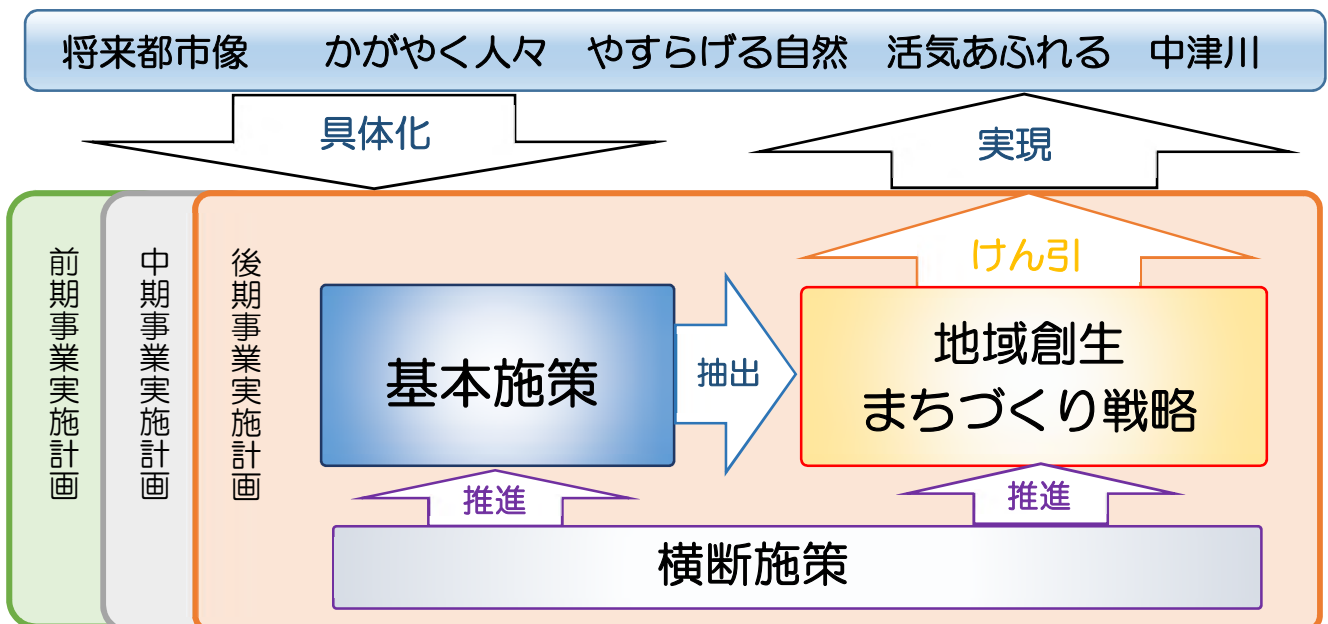 将来都市像　かがやく人々　やすらげる自然　活気あふれる　中津川
具体化
実現
前期事業実施計画
中期事業実施計画
後期事業実施計画
けん引
基本施策
抽出
地域創生
まちづくり戦略
推進
推進
横断施策